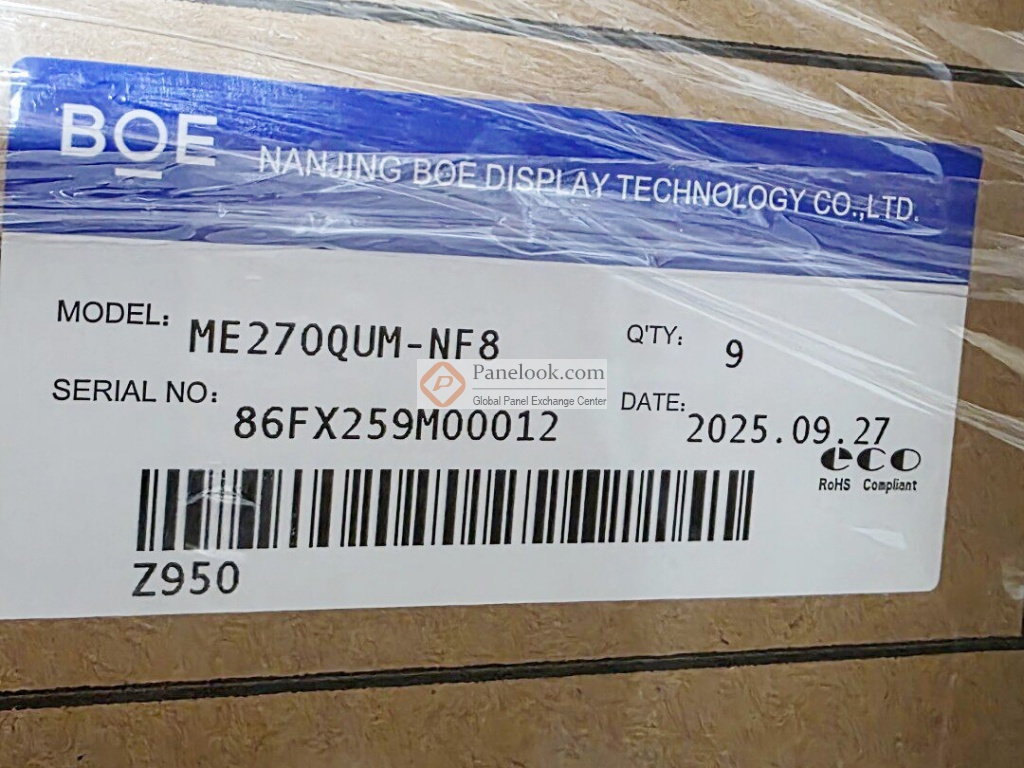 BOE NANJING BOE DISPLAY TECHNOLOGY CO.,LTD.
MODEL: ME270QUM-NF8 Q'TY: 9
Panelook.com
Global Panel Exchange Center
SERIAL NO: 86FX259M00012 DATE: 2025.09.27
eco
RoHS Compliant
Z950